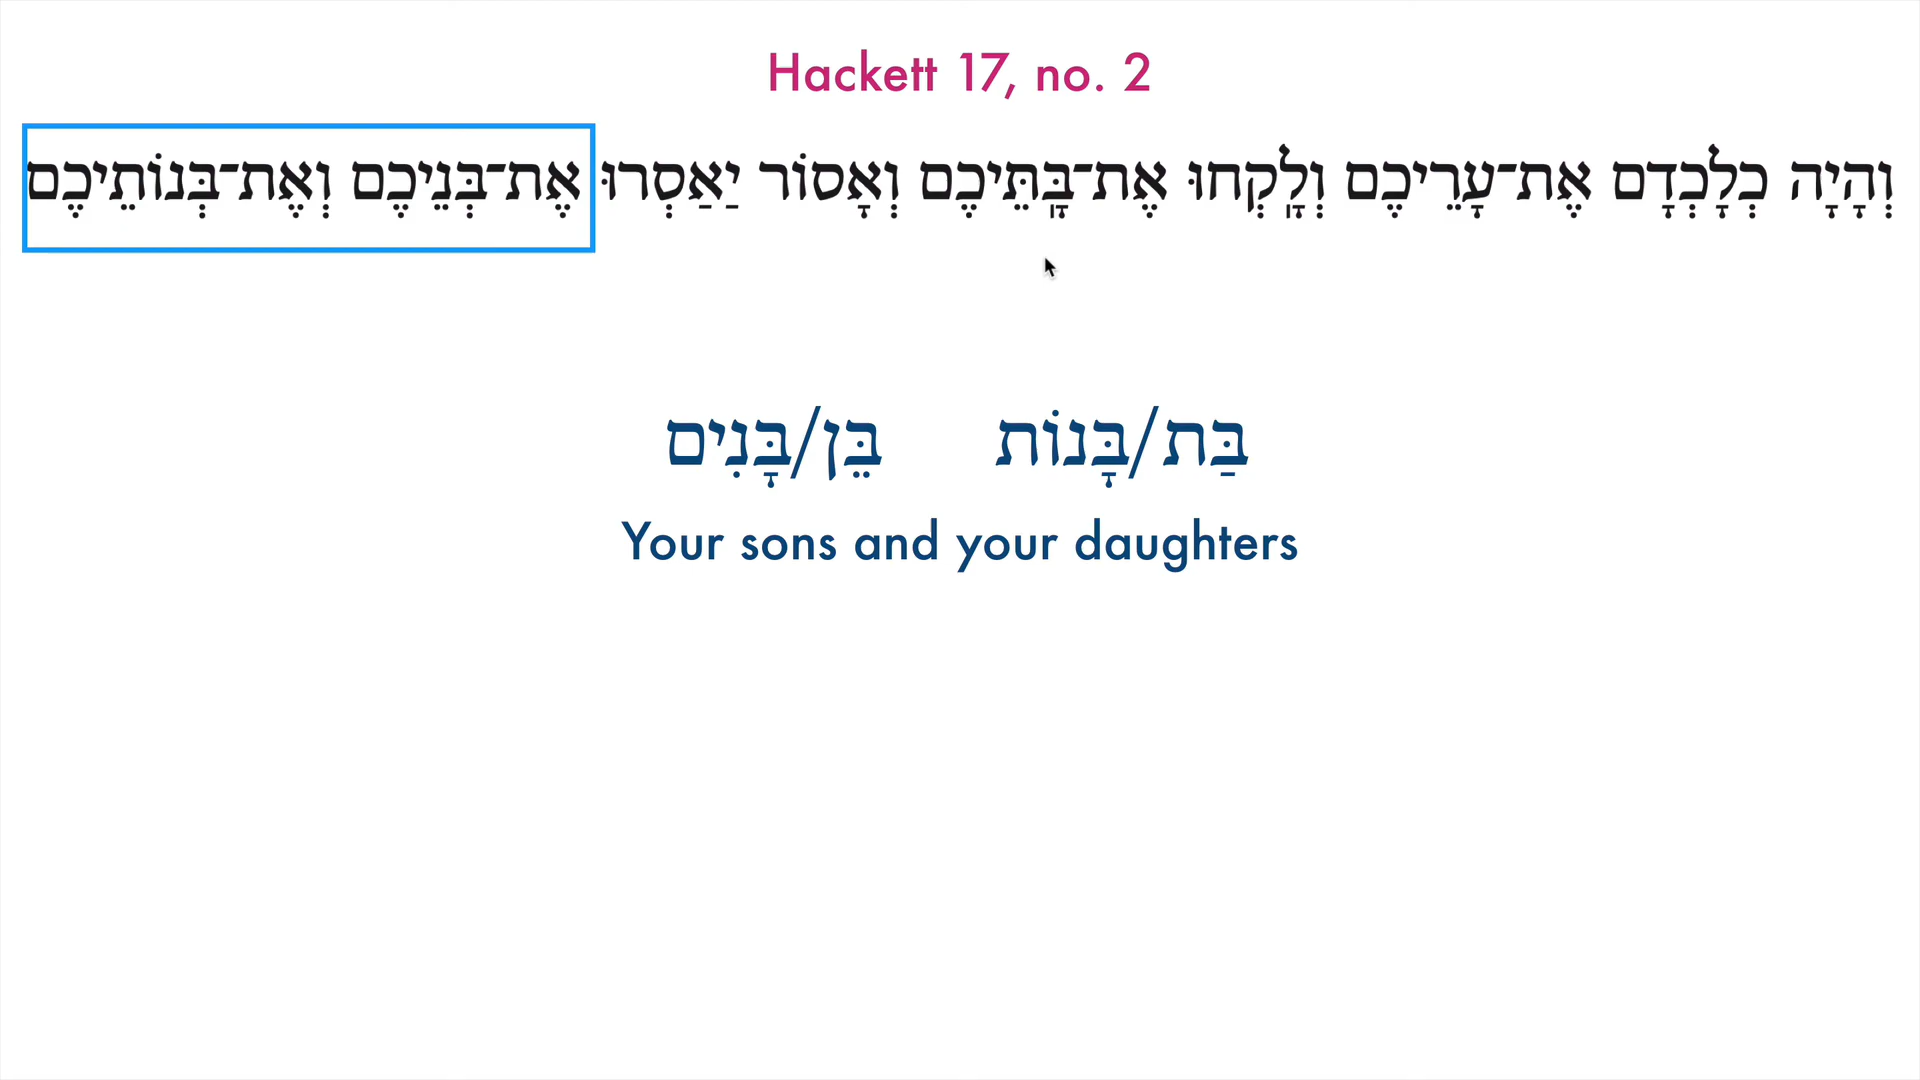 Hackett 17, no. 2
וְהָיָה כְּלָכְדָם אֶת־עָרֵיכֶם וְלָֽקְחוּ אֶת־בָּֽתֵּיכֶם וְאָסוֹר יַאַסְרוּ אֶת־בְּנֵיכֶם וְאֶת־בְּנוֹתֵיכֶם
בַּת/בָּנוֹת בֵּן/בָּנִים
Your sons and your daughters